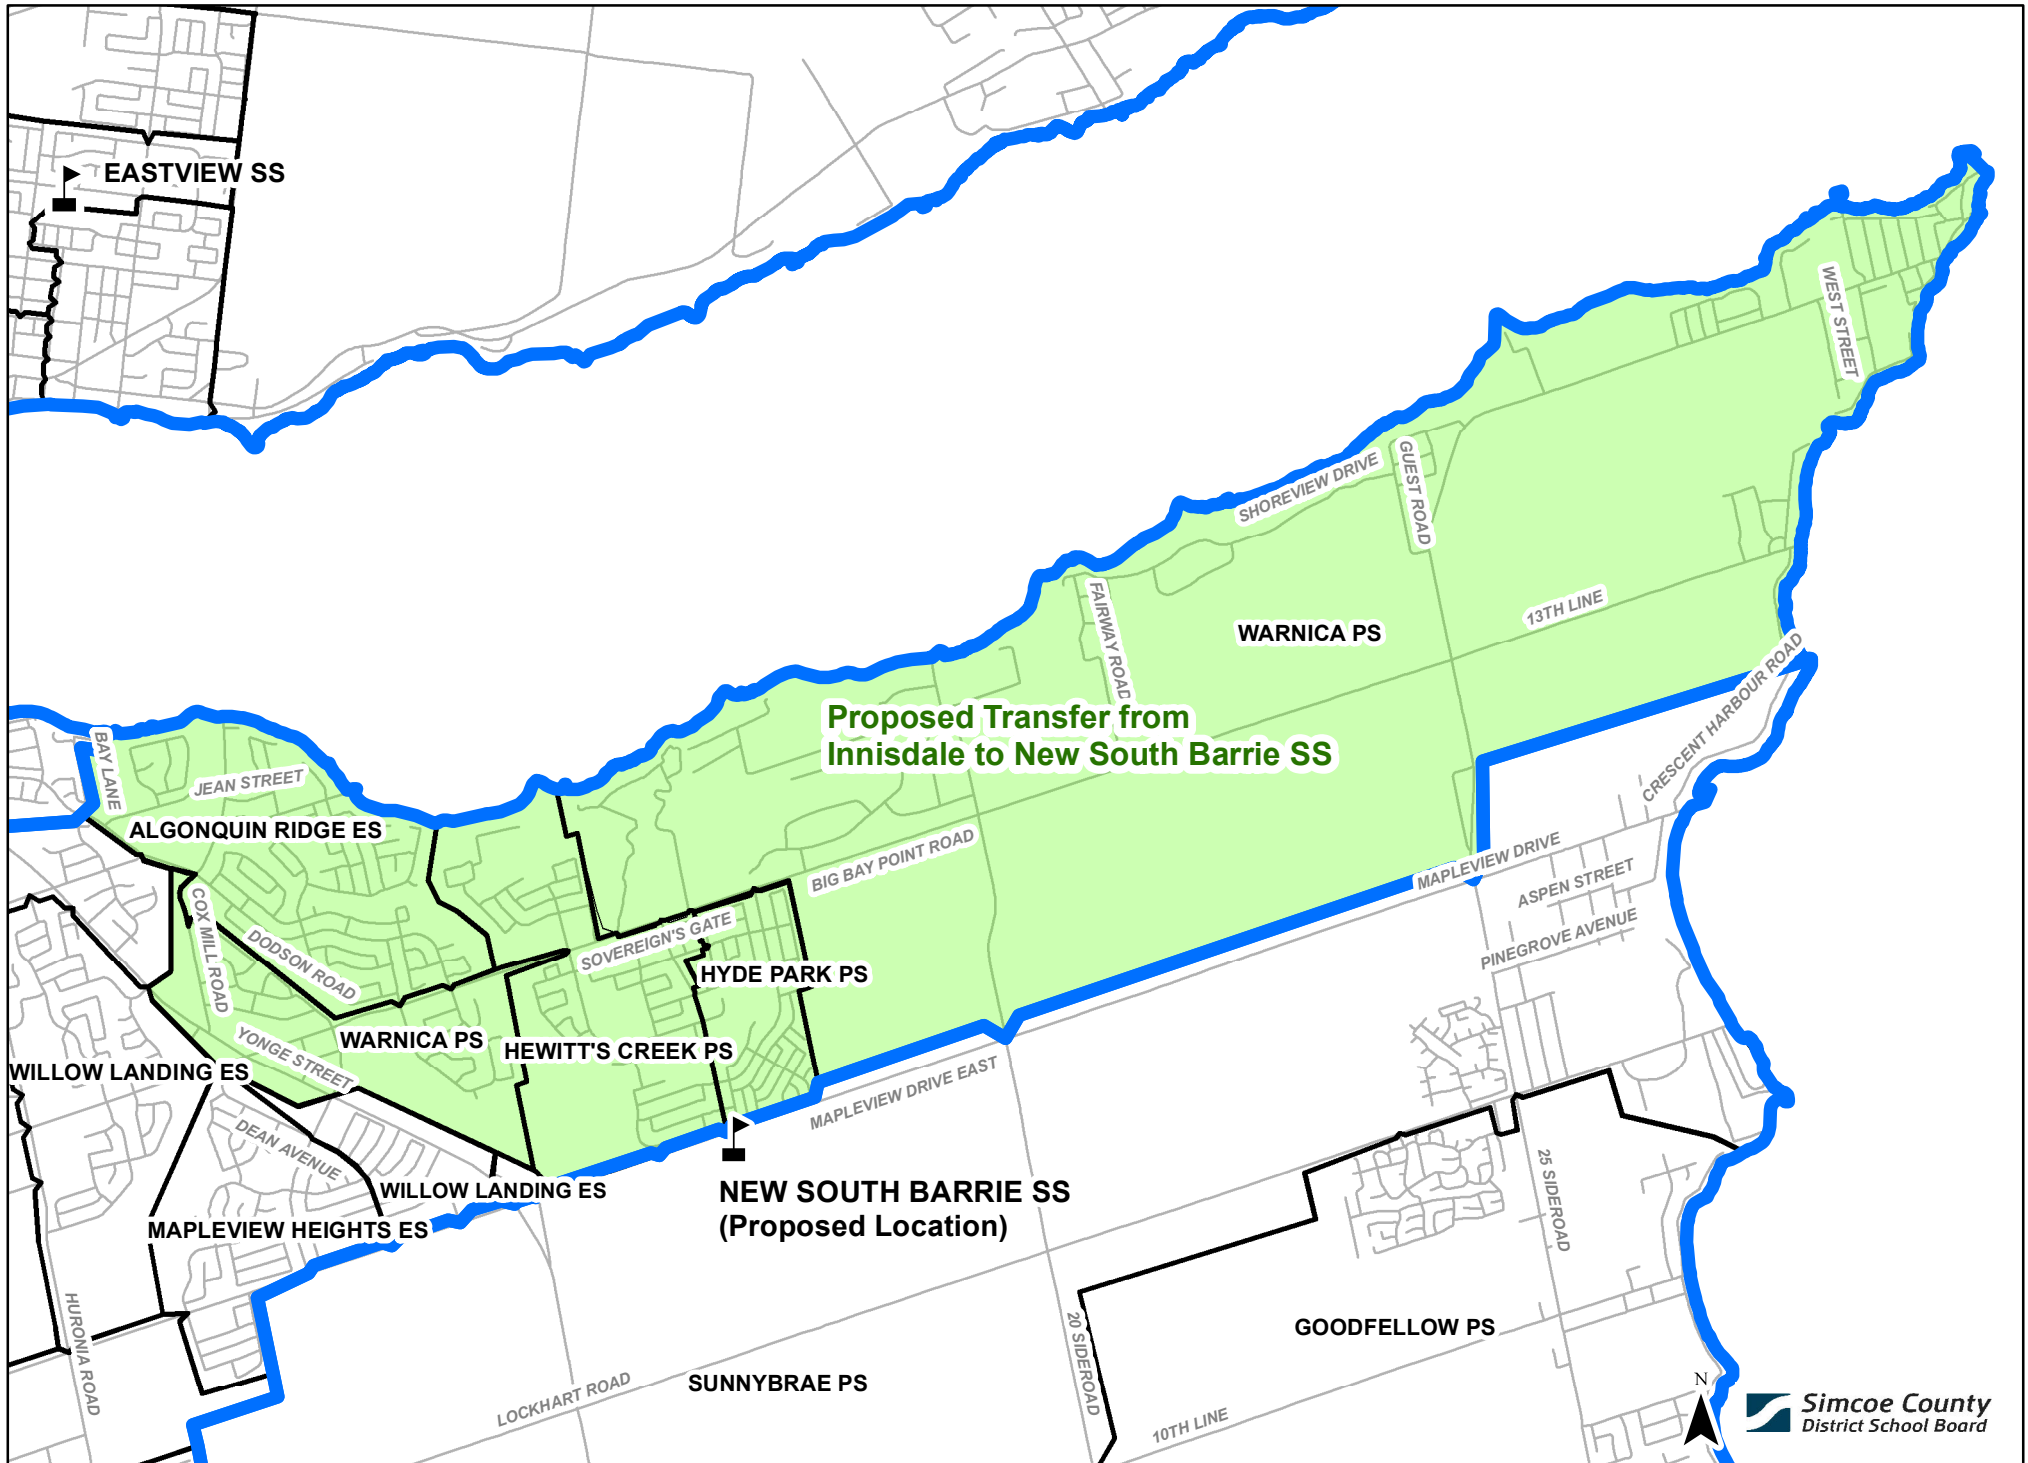 EASTVIEW SS
WEST STREET
SHOREVIEW DRIVE
GUEST ROAD
FAIRWAY ROAD
13TH LINE
WARNICA PS
CRESCENT HARBOUR ROAD
Proposed Transfer from
Innisdale to New South Barrie SS
BAY LANE
JEAN STREET
ALGONQUIN RIDGE ES
BIG BAY POINT ROAD
MAPLEVIEW DRIVE
ASPEN STREET
PINEGROVE AVENUE
COX MILL ROAD
DODSON ROAD
SOVEREIGN'S GATE
HYDE PARK PS
WARNICA PS
HEWITT'S CREEK PS
YONGE STREET
WILLOW LANDING ES
MAPLEVIEW DRIVE EAST
DEAN AVENUE
WILLOW LANDING ES
NEW SOUTH BARRIE SS
(Proposed Location)
MAPLEVIEW HEIGHTS ES
25 SIDEROAD
HURONIA ROAD
20 SIDEROAD
GOODFELLOW PS
SUNNYBRAE PS
LOCKHART ROAD
10TH LINE
N
Simcoe County
District School Board